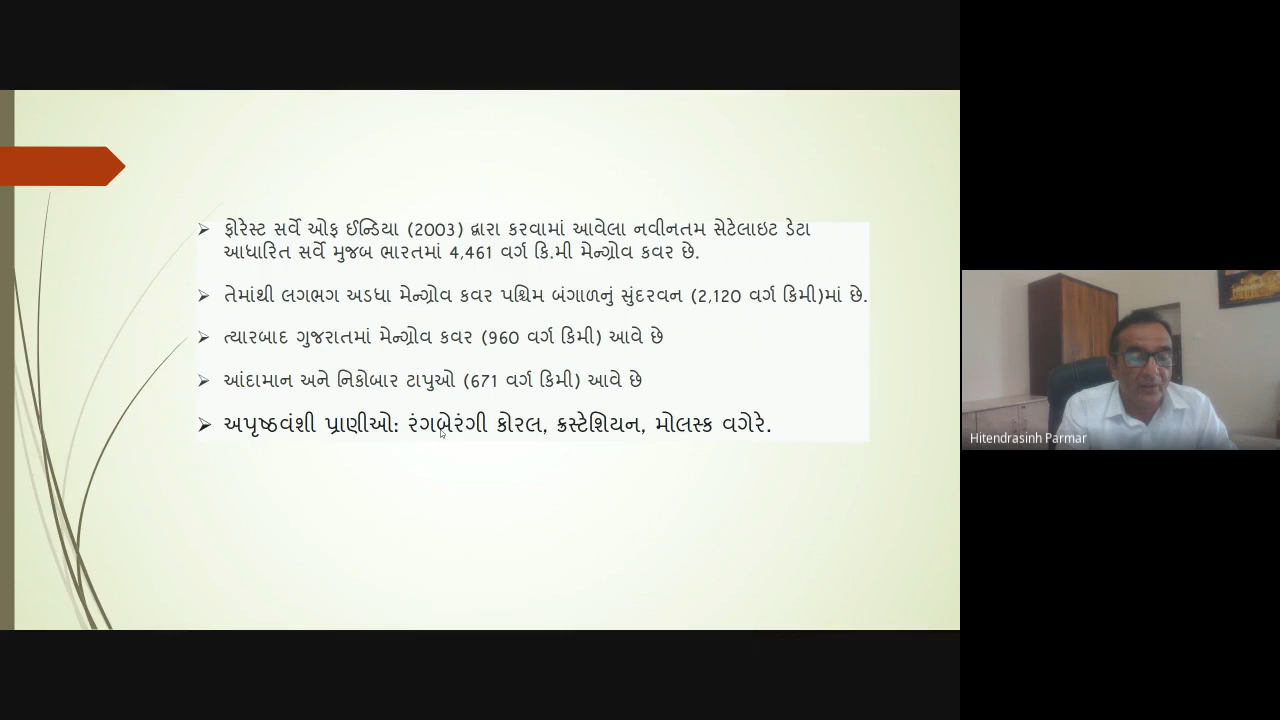 ફોરેસ્ટ સર્વે ઓફ ઈન્ડિયા (2003) દ્વારા કરવામાં આવેલા નવીનતમ સેટેલાઇટ ડેટા
આધારિત સર્વે મુજબ ભારતમાં 4,461 વર્ગ કિ.મી મેન્ગ્રોવ કવર છે.
તેમાંથી લગભગ અડધા મેન્ગ્રોવ કવર પશ્ચિમ બંગાળનું સુંદરવન (2,120 વર્ગ કિમી)માં છે.
ત્યારબાદ ગુજરાતમાં મેન્ગ્રોવ કવર (960 વર્ગ કિમી) આવે છે
આંદામાન અને નિકોબાર ટાપુઓ (671 વર્ગ કિમી) આવે છે
અપૃષ્ઠવંશી પ્રાણીઓ: રંગબેરંગી કોરલ, ક્રસ્ટેશિયન, મોલસ્ક વગેરે.
Hitendrasinh Parmar